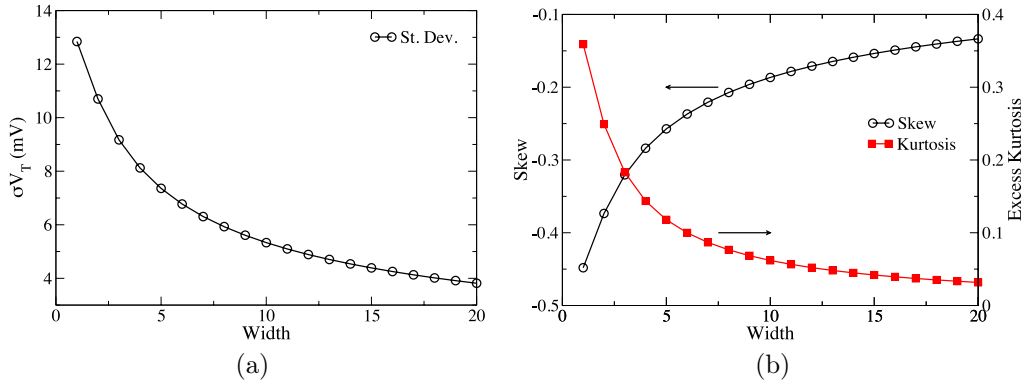 14
12
10
8
6
4
σV_T (mV)
St. Dev.
0 5 10 15 20
Width
(a)
-0.1
-0.2
-0.3
-0.4
-0.5
Skew
Skew
Kurtosis
0.4
0.3
0.2
0.1
0
Excess Kurtosis
0 5 10 15 20
Width
(b)